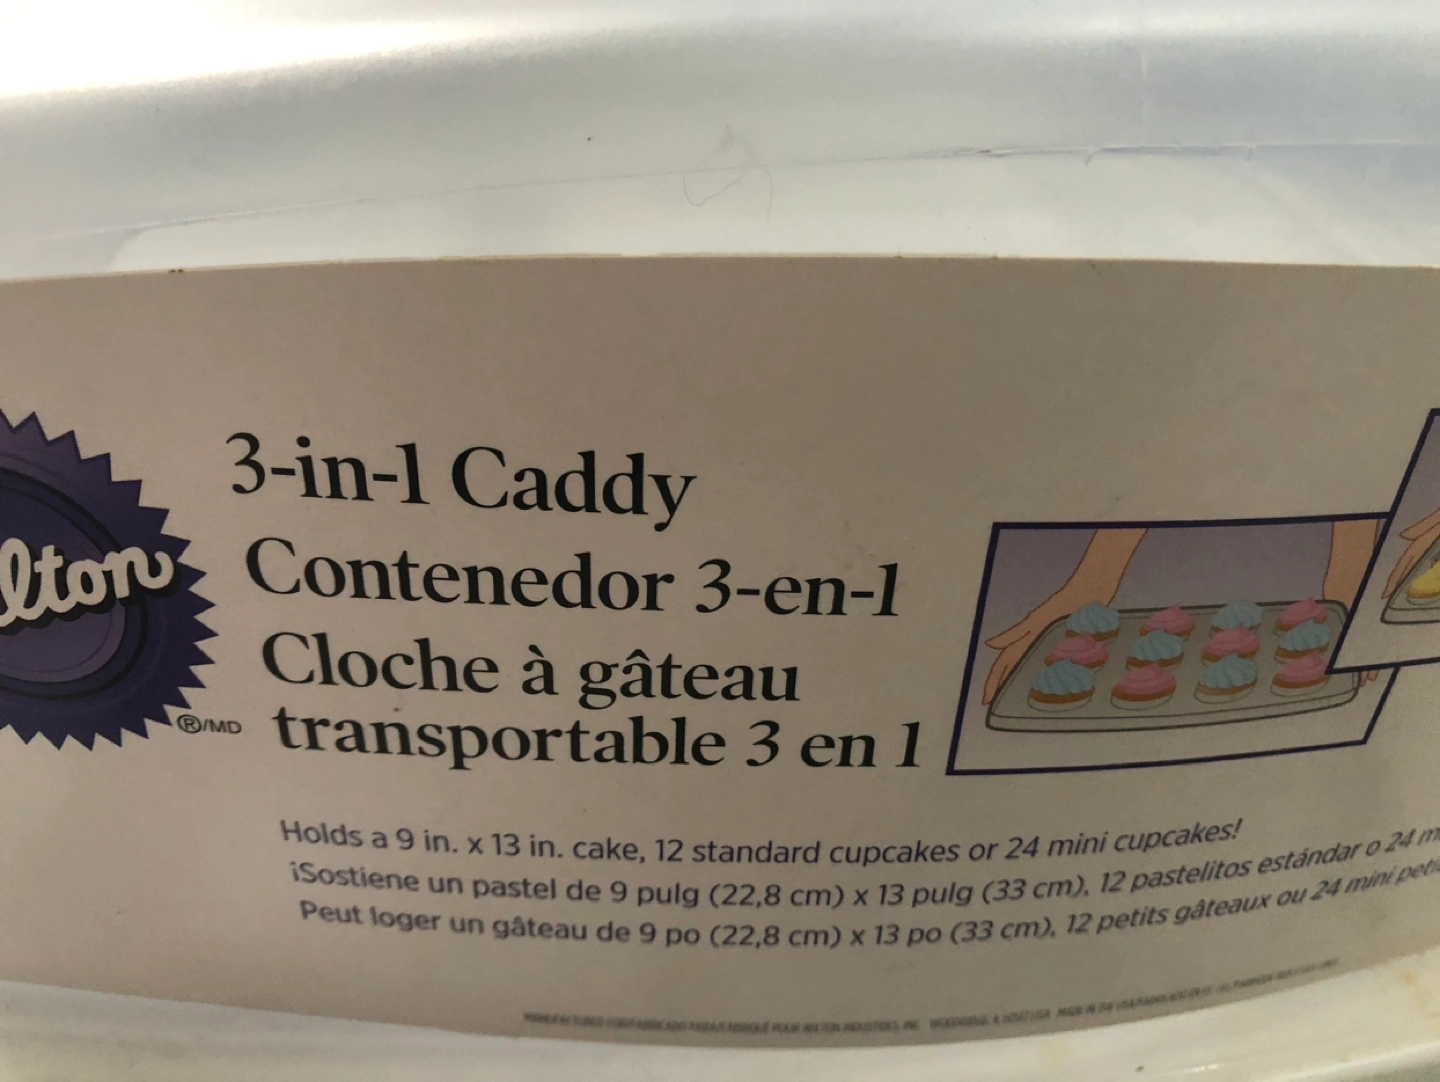 lton
®/MD
3-in-1 Caddy
Contenedor 3-en-1
Cloche à gâteau
transportable 3 en 1
Holds a 9 in. x 13 in. cake, 12 standard cupcakes or 24 mini cupcakes!
¡Sostiene un pastel de 9 pulg (22,8 cm) x 13 pulg (33 cm), 12 pastelitos estándar o 24 m
Peut loger un gâteau de 9 po (22,8 cm) x 13 po (33 cm), 12 petits gâteaux ou 24 mini peti